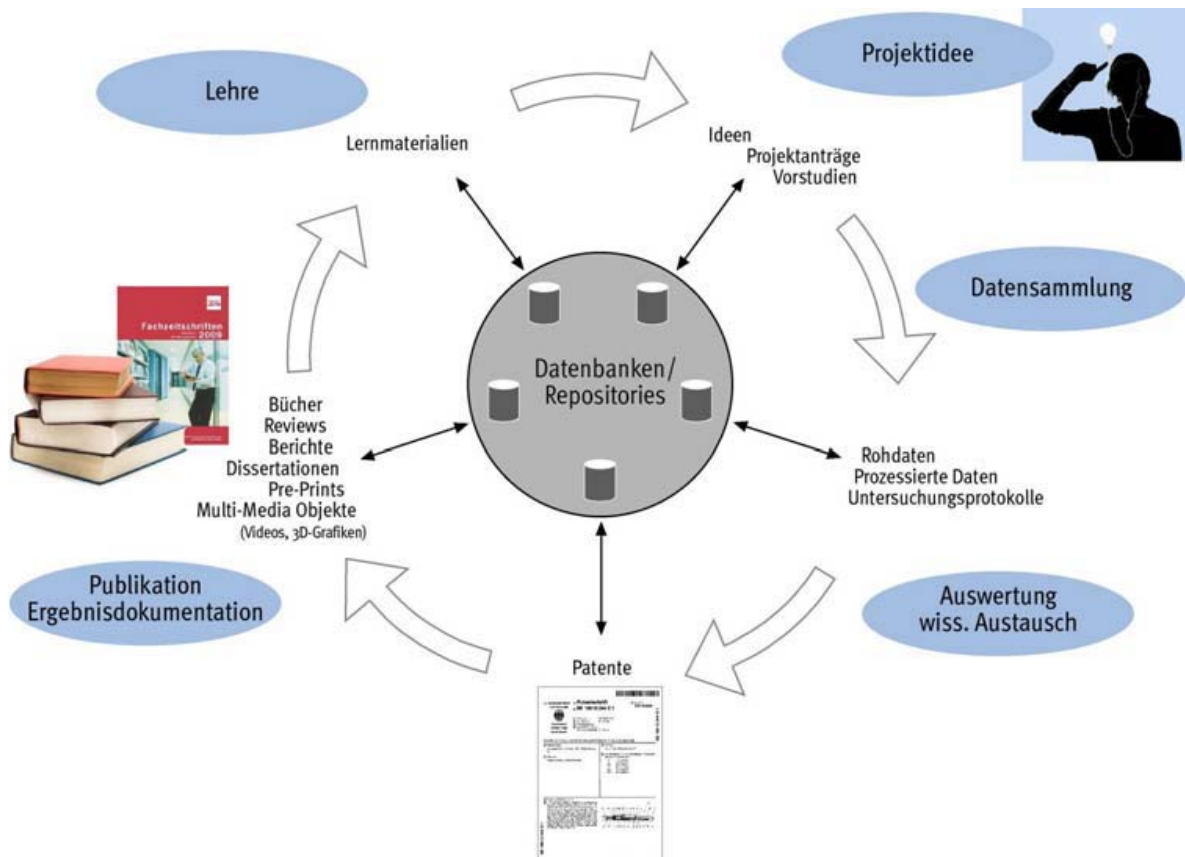 Lehre
Projektidee
Lernmaterialien
Ideen
Projektanträge
Vorstudien
Datensammlung
Datenbanken/
Repositories
Fachzeitschriften
2009
Bücher
Reviews
Berichte
Dissertationen
Pre-Prints
Multi-Media Objekte
(Videos, 3D-Grafiken)
Rohdaten
Prozessierte Daten
Untersuchungsprotokolle
Publikation
Ergebnisdokumentation
Auswertung
wiss. Austausch
Patente